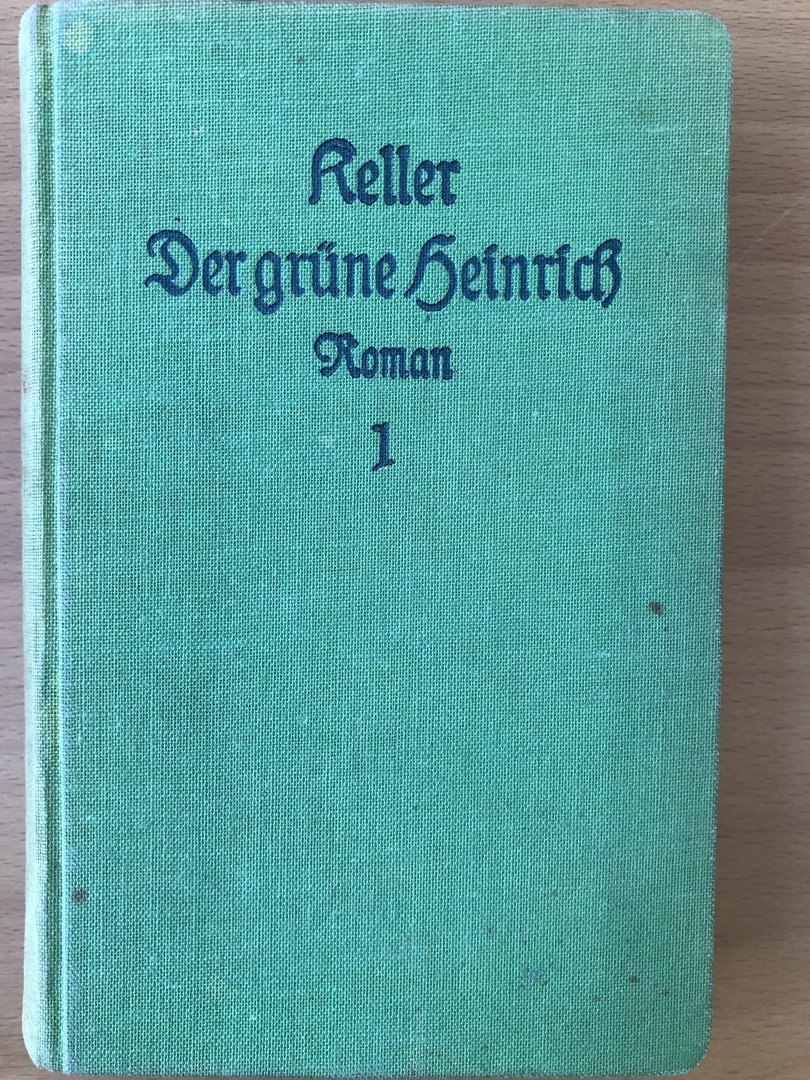 Keller
Der grüne Heinrich
Roman
1